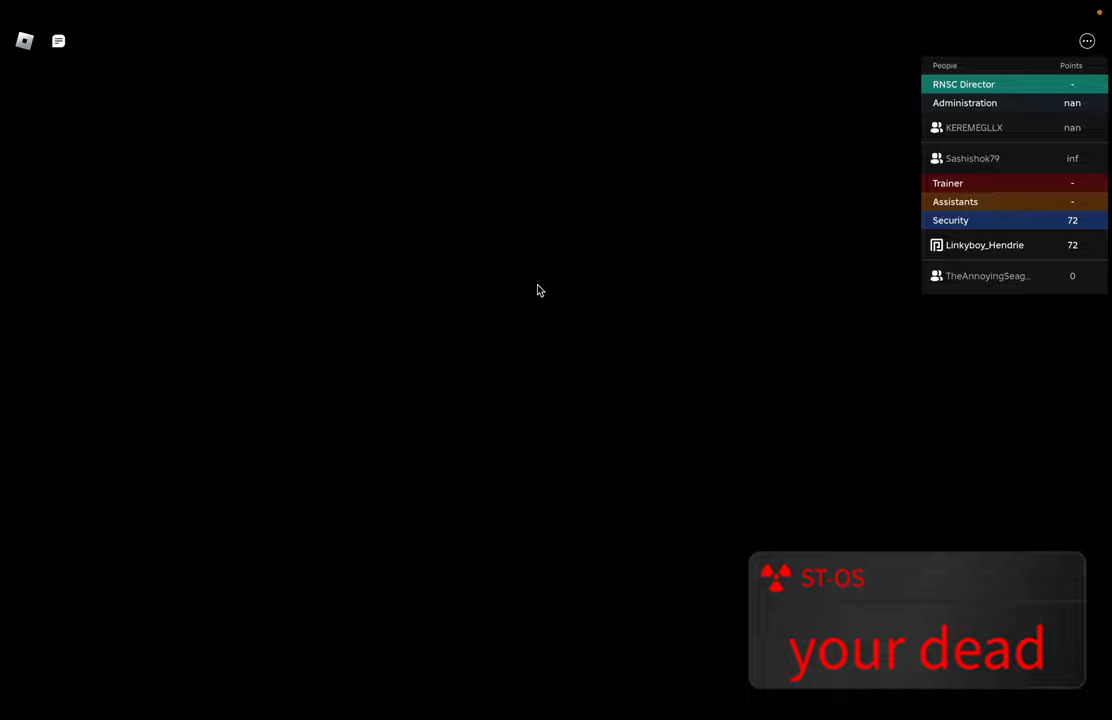 People Points
RNSC Director -
Administration nan
KEREMEGLLX nan
Sashishok79 inf
Trainer -
Assistants -
Security 72
Linkyboy_Hendrie 72
TheAnnoyingSeag... 0
ST-OS
your dead